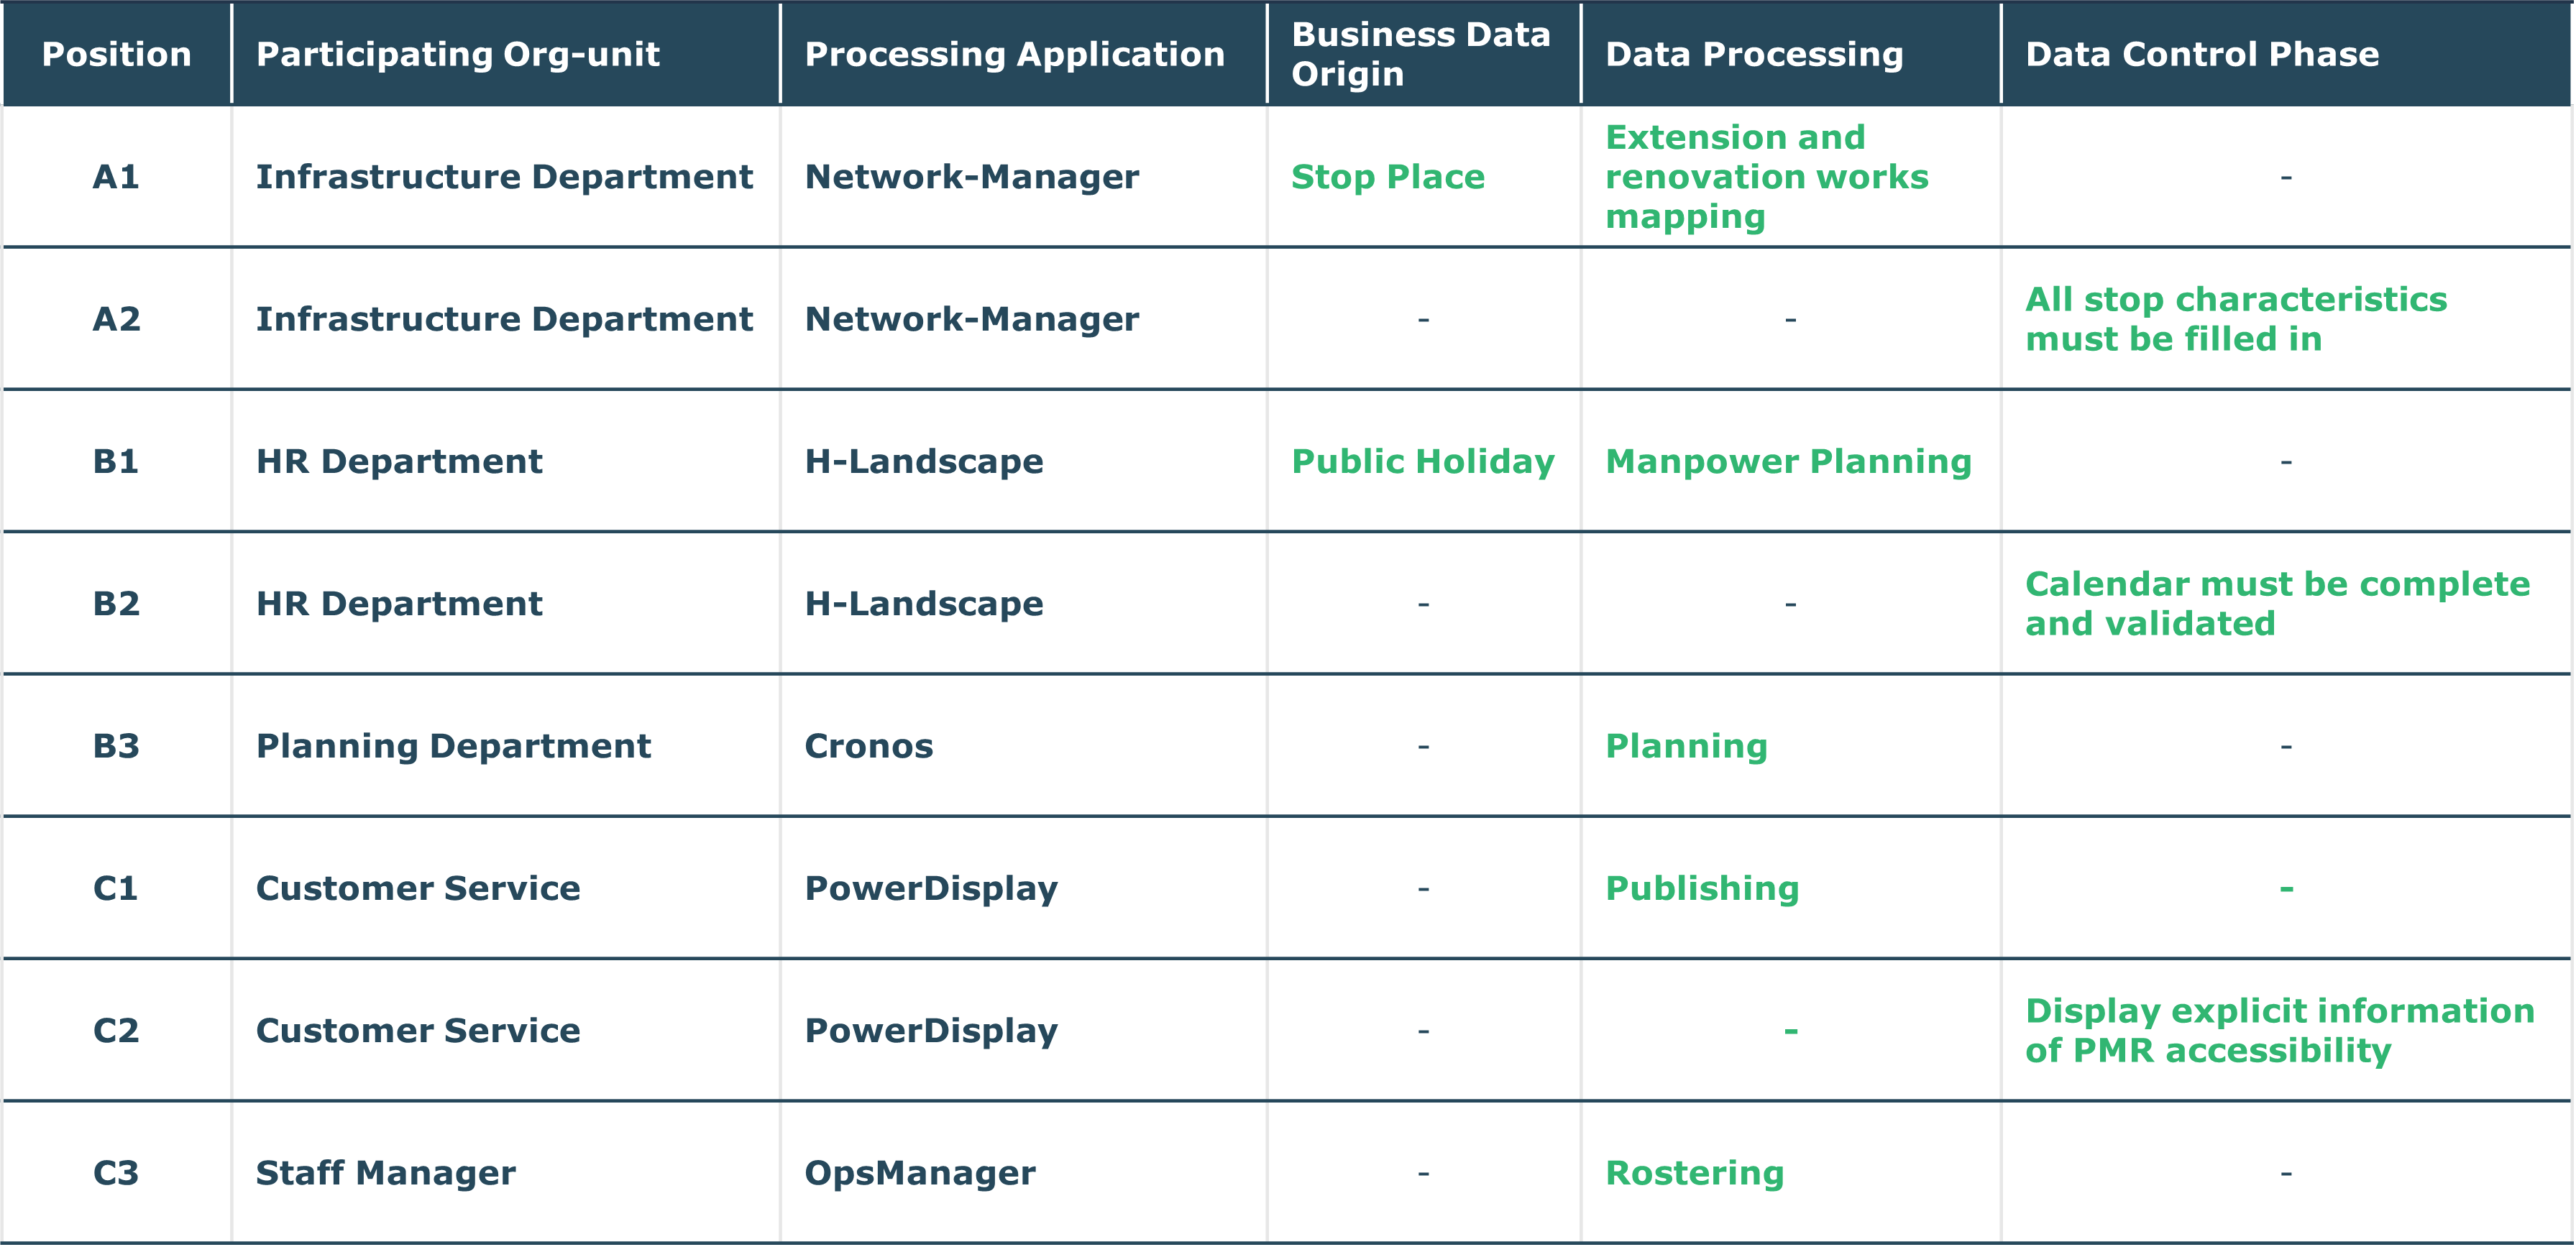 Position Participating Org-unit Processing Application Business Data Origin Data Processing Data Control Phase
A1 Infrastructure Department Network-Manager Stop Place Extension and renovation works mapping -
A2 Infrastructure Department Network-Manager - - All stop characteristics must be filled in
B1 HR Department H-Landscape Public Holiday Manpower Planning -
B2 HR Department H-Landscape - - Calendar must be complete and validated
B3 Planning Department Cronos - Planning -
C1 Customer Service PowerDisplay - Publishing -
C2 Customer Service PowerDisplay - - Display explicit information of PMR accessibility
C3 Staff Manager OpsManager - Rostering -